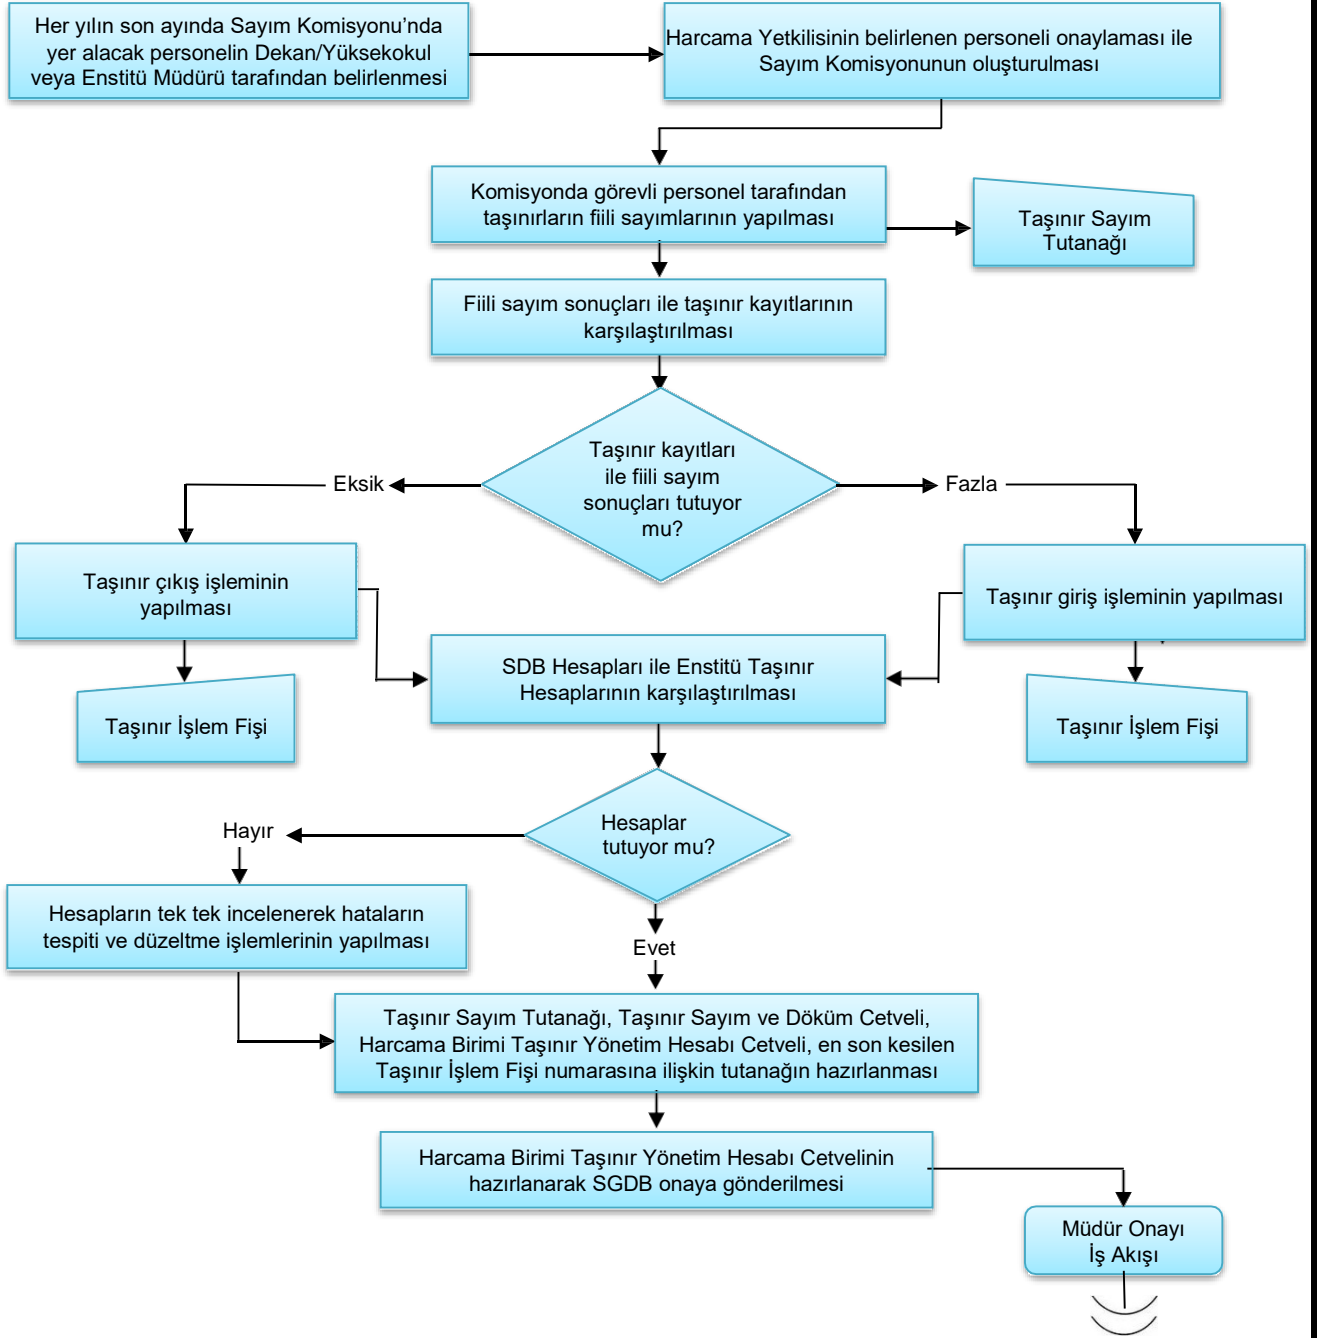 Her yılın son ayında Sayım Komisyonu’nda
yer alacak personelin Dekan/Yüksekokul
veya Enstitü Müdürü tarafından belirlenmesi
Harcama Yetkilisinin belirlenen personeli onaylaması ile
Sayım Komisyonunun oluşturulması
Komisyonda görevli personel tarafından
taşınırların fiili sayımlarının yapılması
Taşınır Sayım
Tutanağı
Fiili sayım sonuçları ile taşınır kayıtlarının
karşılaştırılması
Taşınır kayıtları
ile fiili sayım
sonuçları tutuyor
mu?
Eksik
Fazla
Taşınır çıkış işleminin
yapılması
Taşınır giriş işleminin yapılması
SDB Hesapları ile Enstitü Taşınır
Hesaplarının karşılaştırılması
Taşınır İşlem Fişi
Taşınır İşlem Fişi
Hesaplar
tutuyor mu?
Hayır
Hesapların tek tek incelenerek hataların
tespiti ve düzeltme işlemlerinin yapılması
Evet
Taşınır Sayım Tutanağı, Taşınır Sayım ve Döküm Cetveli,
Harcama Birimi Taşınır Yönetim Hesabı Cetveli, en son kesilen
Taşınır İşlem Fişi numarasına ilişkin tutanağın hazırlanması
Harcama Birimi Taşınır Yönetim Hesabı Cetvelinin
hazırlanarak SGDB onaya gönderilmesi
Müdür Onayı
İş Akışı